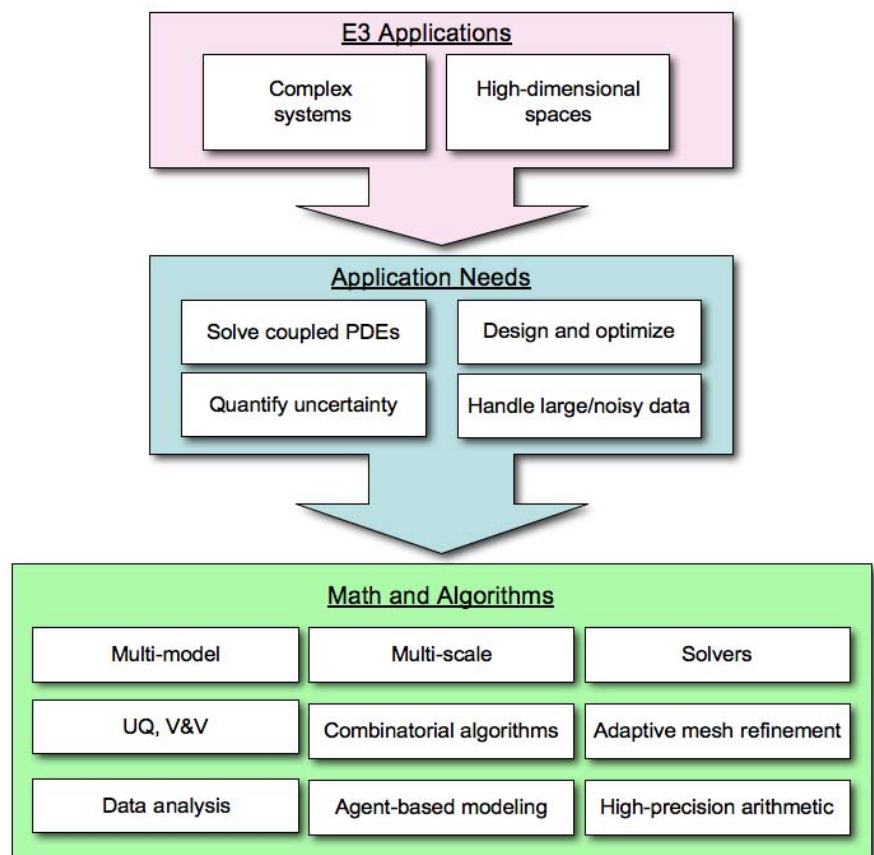 E3 Applications
Complex
systems
High-dimensional
spaces
Application Needs
Solve coupled PDEs
Design and optimize
Quantify uncertainty
Handle large/noisy data
Math and Algorithms
Multi-model
Multi-scale
Solvers
UQ, V&V
Combinatorial algorithms
Adaptive mesh refinement
Data analysis
Agent-based modeling
High-precision arithmetic